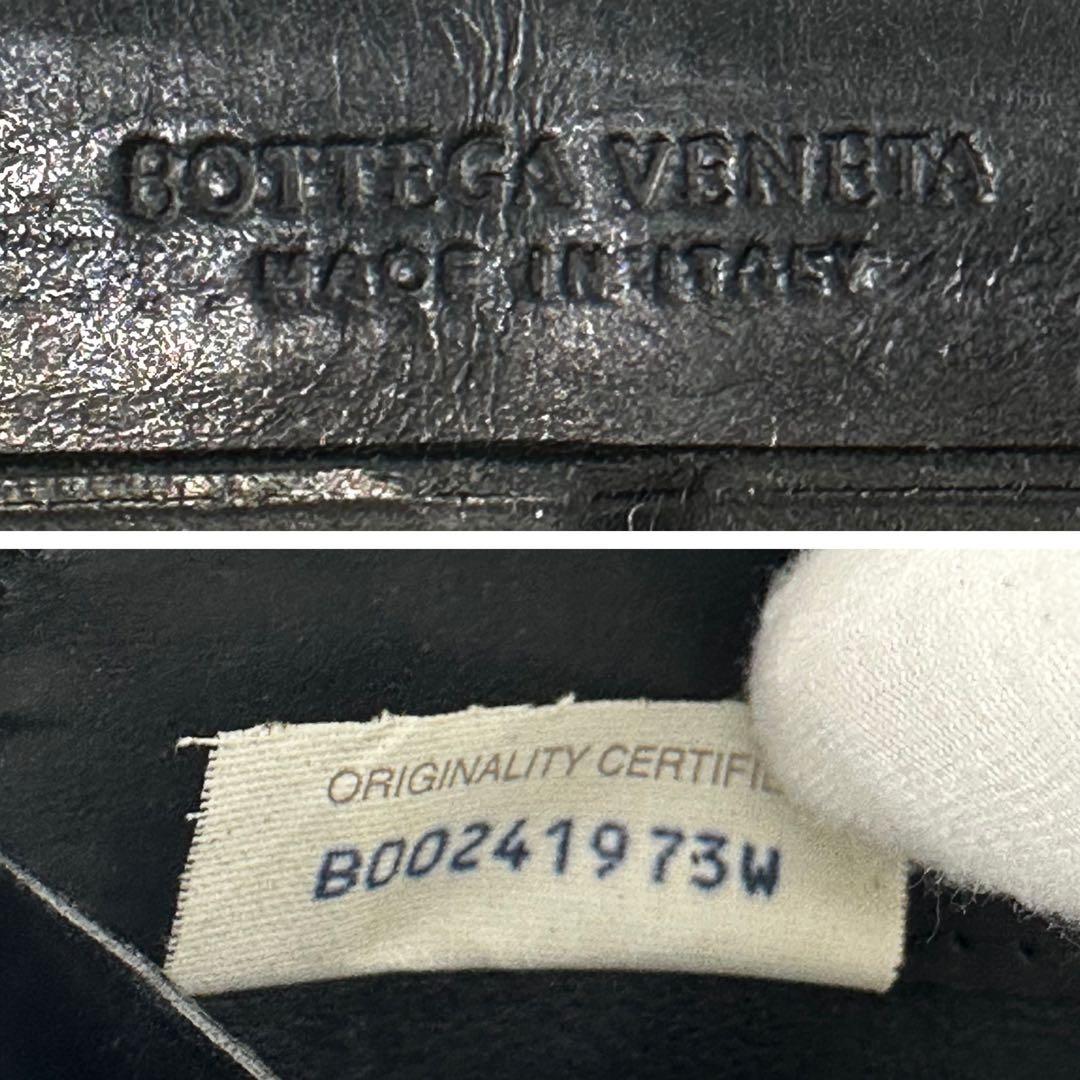 BOTTEGA VENETA
MADE IN ITALY
ORIGINALITY CERTIFI
B00241973W